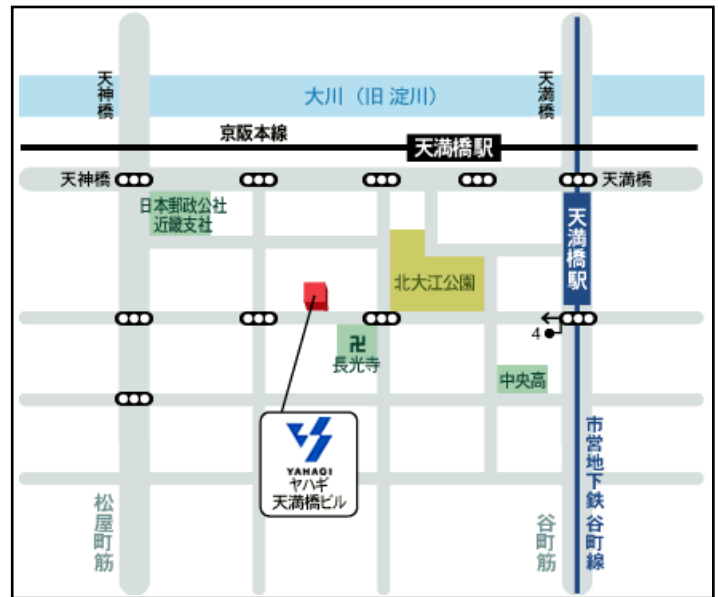 天神橋
大川（旧 淀川）
天満橋
京阪本線
天満橋駅
天神橋
天満橋
日本郵政公社
近畿支社
天満橋駅
北大江公園
4
卍
長光寺
中央高
YAHAGI
ヤハギ
天満橋ビル
松屋町筋
谷町筋
市営地下鉄 谷町線